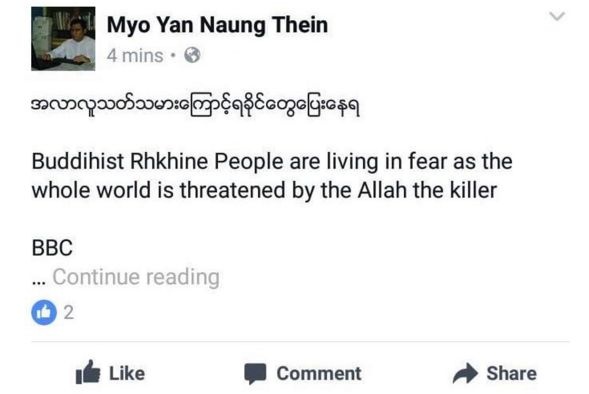 Myo Yan Naung Thein
4 mins •
အလာလူသတ်သမားကြောင့်ရခိုင်တွေပြေးနေရ
Buddihist Rhkhine People are living in fear as the
whole world is threatened by the Allah the killer
BBC
... Continue reading
2
Like Comment Share